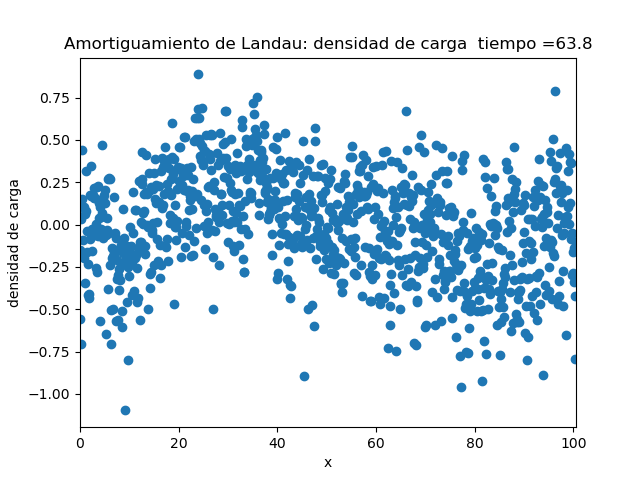 Amortiguamiento de Landau: densidad de carga  tiempo =63.8
densidad de carga
0.75
0.50
0.25
0.00
−0.25
−0.50
−0.75
−1.00
0 20 40 60 80 100
x